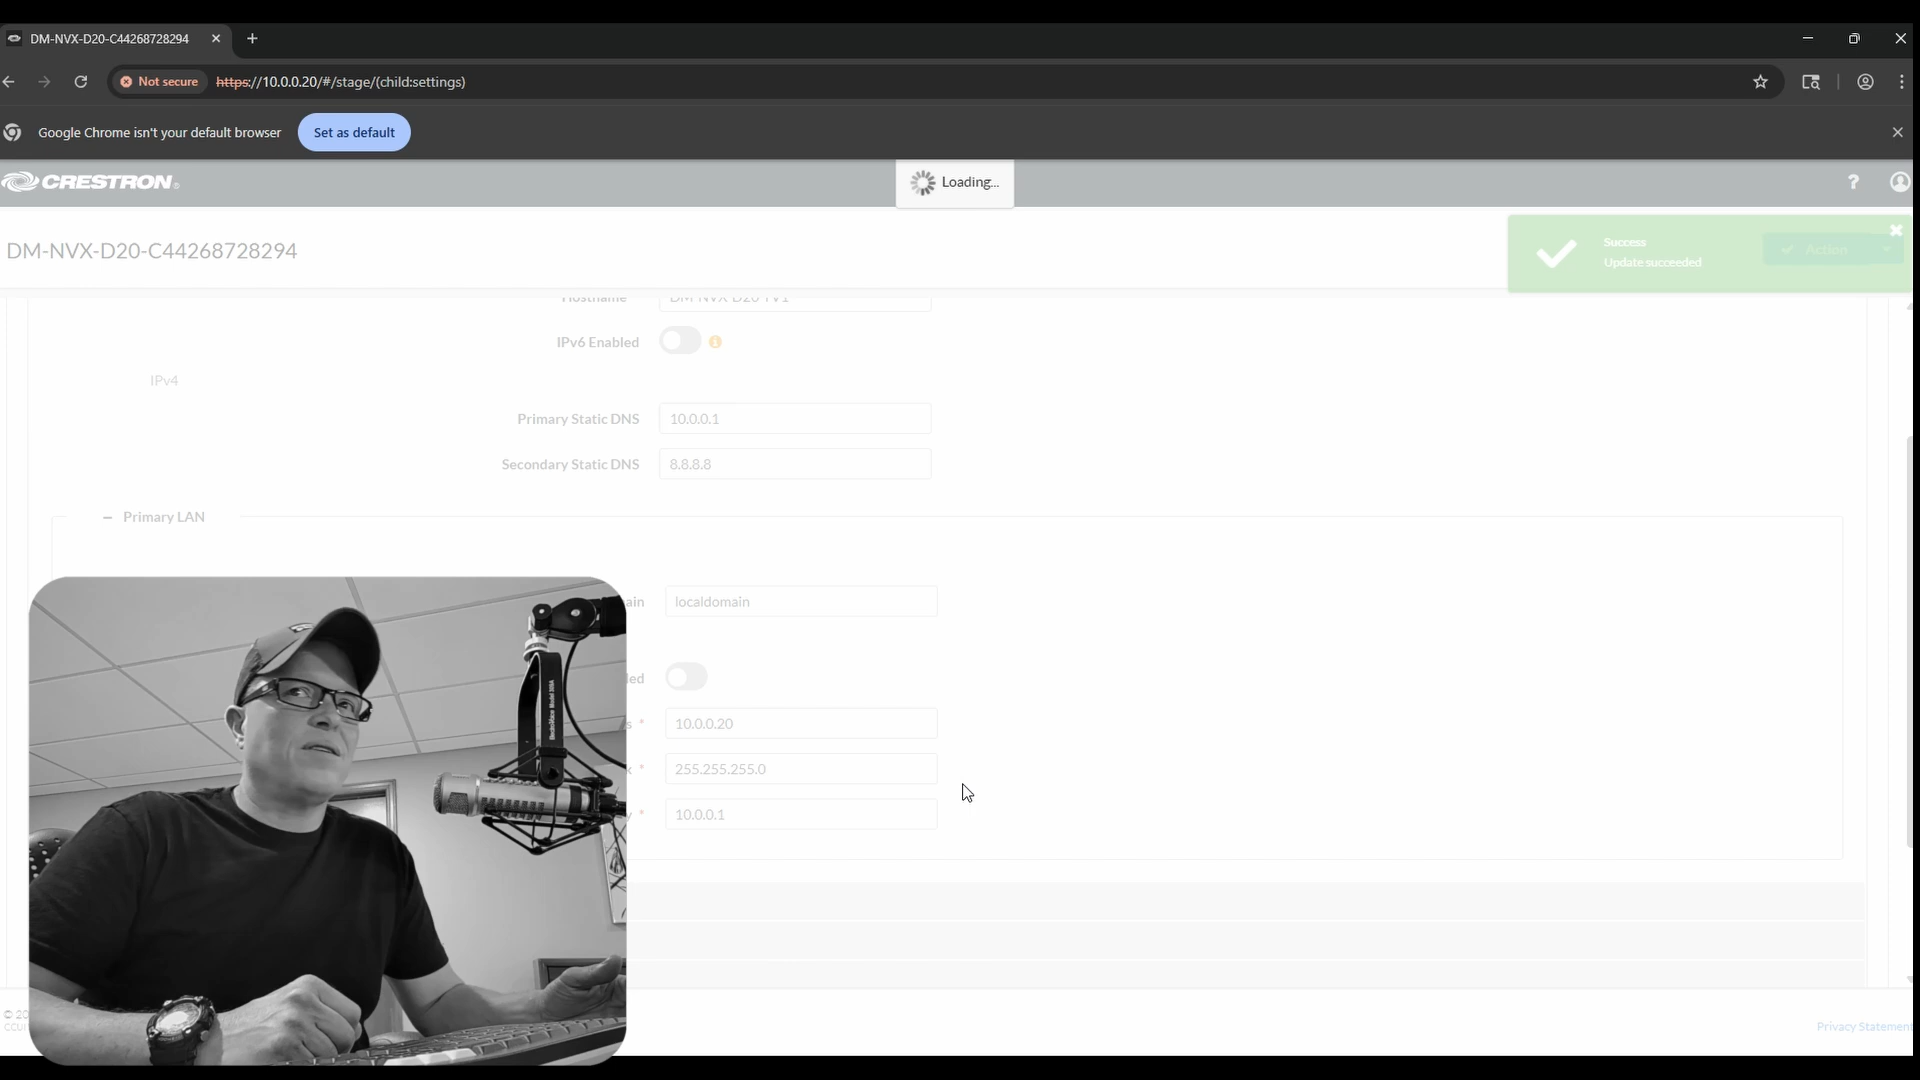 DM-NVX-D20-C44268728294
Not secure https://10.0.0.20/#/stage/(child:settings)
Google Chrome isn't your default browser Set as default
CRESTRON
Loading...
?
DM-NVX-D20-C44268728294
Success
Update succeeded
Action
Hostname DM-NVX-D20-TV1
IPv6 Enabled
IPv4
Primary Static DNS 10.0.0.1
Secondary Static DNS 8.8.8.8
− Primary LAN
ain localdomain
led
s * 10.0.0.20
k * 255.255.255.0
y * 10.0.0.1
© 20
Privacy Statement